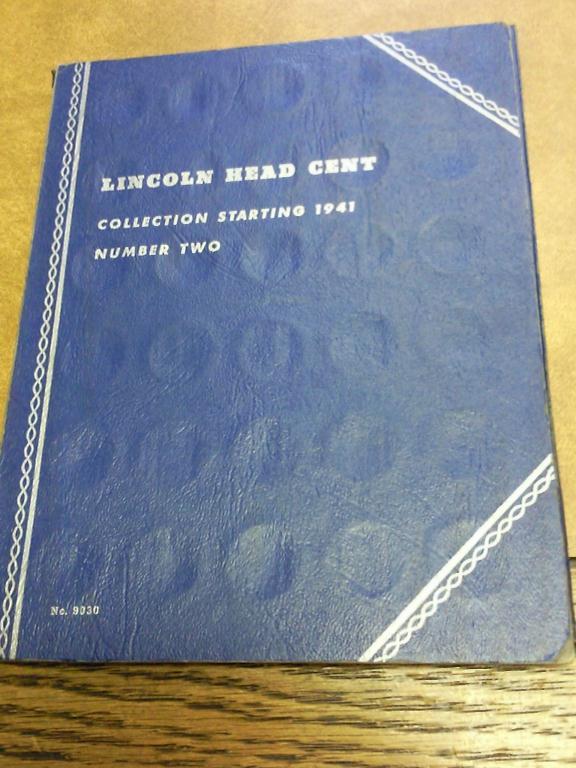 LINCOLN HEAD CENT
COLLECTION STARTING 1941
NUMBER TWO
No. 9030